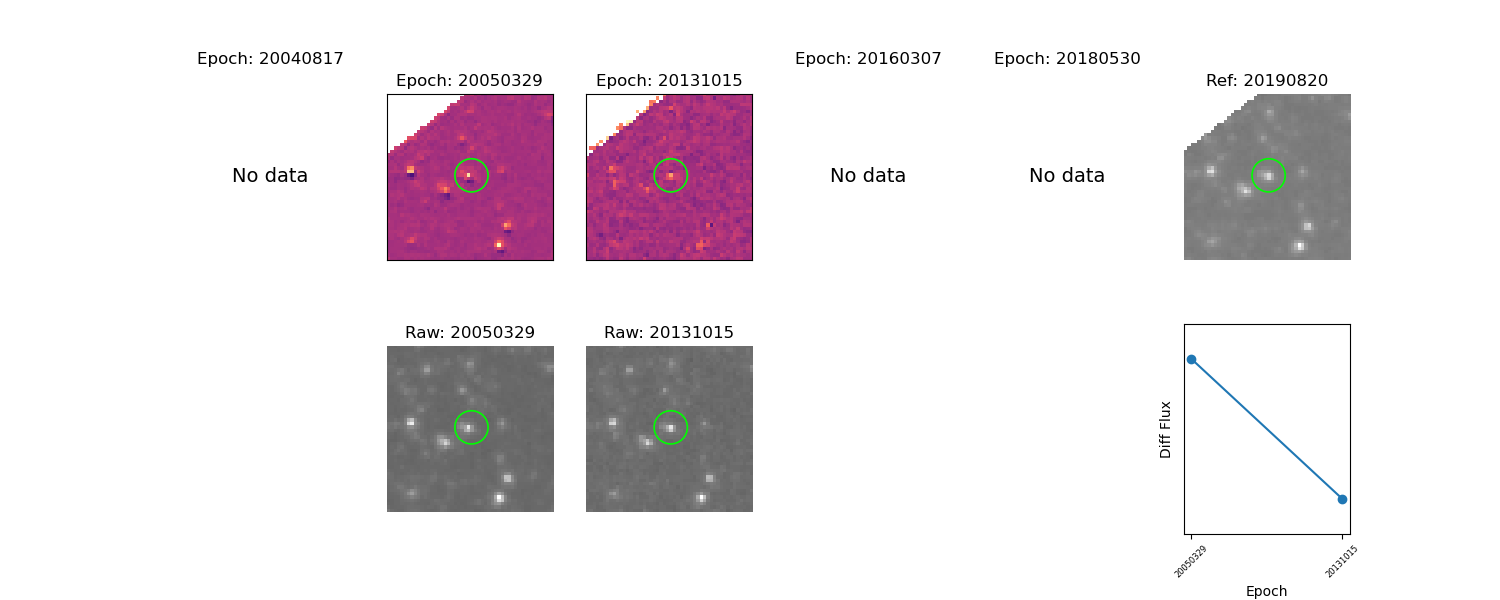 Epoch: 20040817
Epoch: 20050329
Epoch: 20131015
Epoch: 20160307
Epoch: 20180530
Ref: 20190820
No data
No data
No data
Raw: 20050329
Raw: 20131015
Diff Flux
20050329
20131015
Epoch